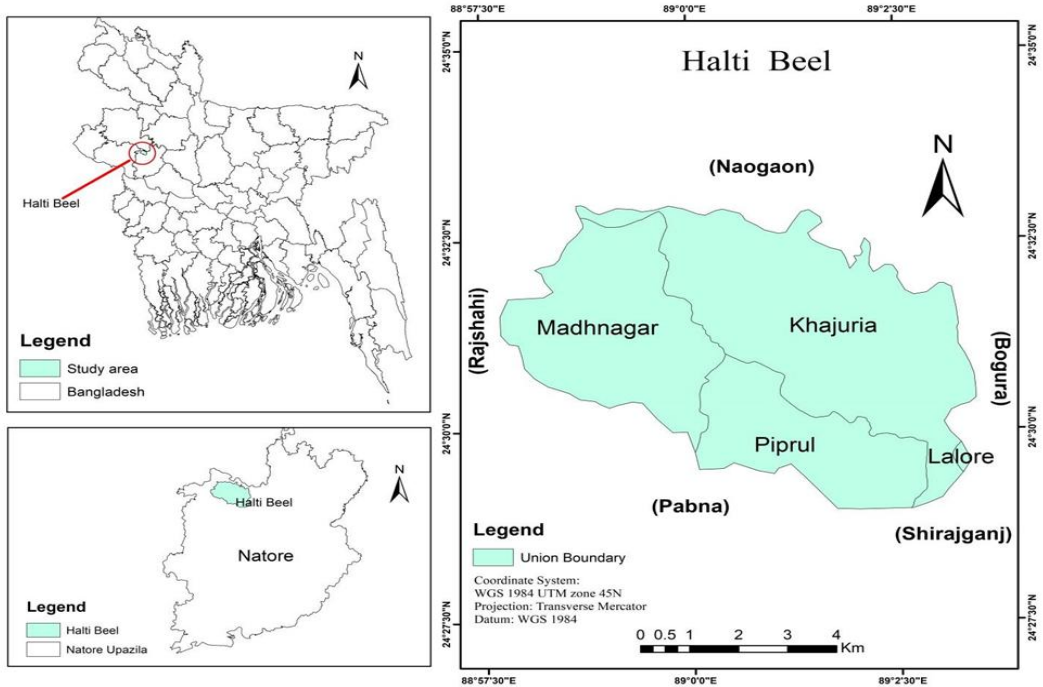 N
Halti Beel
Legend
Study area
Bangladesh
N
Halti Beel
Natore
Legend
Halti Beel
Natore Upazila
88°57'30"E
89°0'0"E
89°2'30"E
24°35'0"N
24°35'0"N
Halti Beel
N
(Naogaon)
24°32'30"N
24°32'30"N
(Rajshahi)
Madhnagar
Khajuria
(Bogura)
24°30'0"N
24°30'0"N
Piprul
Lalore
(Pabna)
(Shirajganj)
Legend
Union Boundary
Coordinate System:
WGS 1984 UTM zone 45N
Projection: Transverse Mercator
Datum: WGS 1984
24°27'30"N
24°27'30"N
0 0.5 1 2 3 4
Km
88°57'30"E
89°0'0"E
89°2'30"E